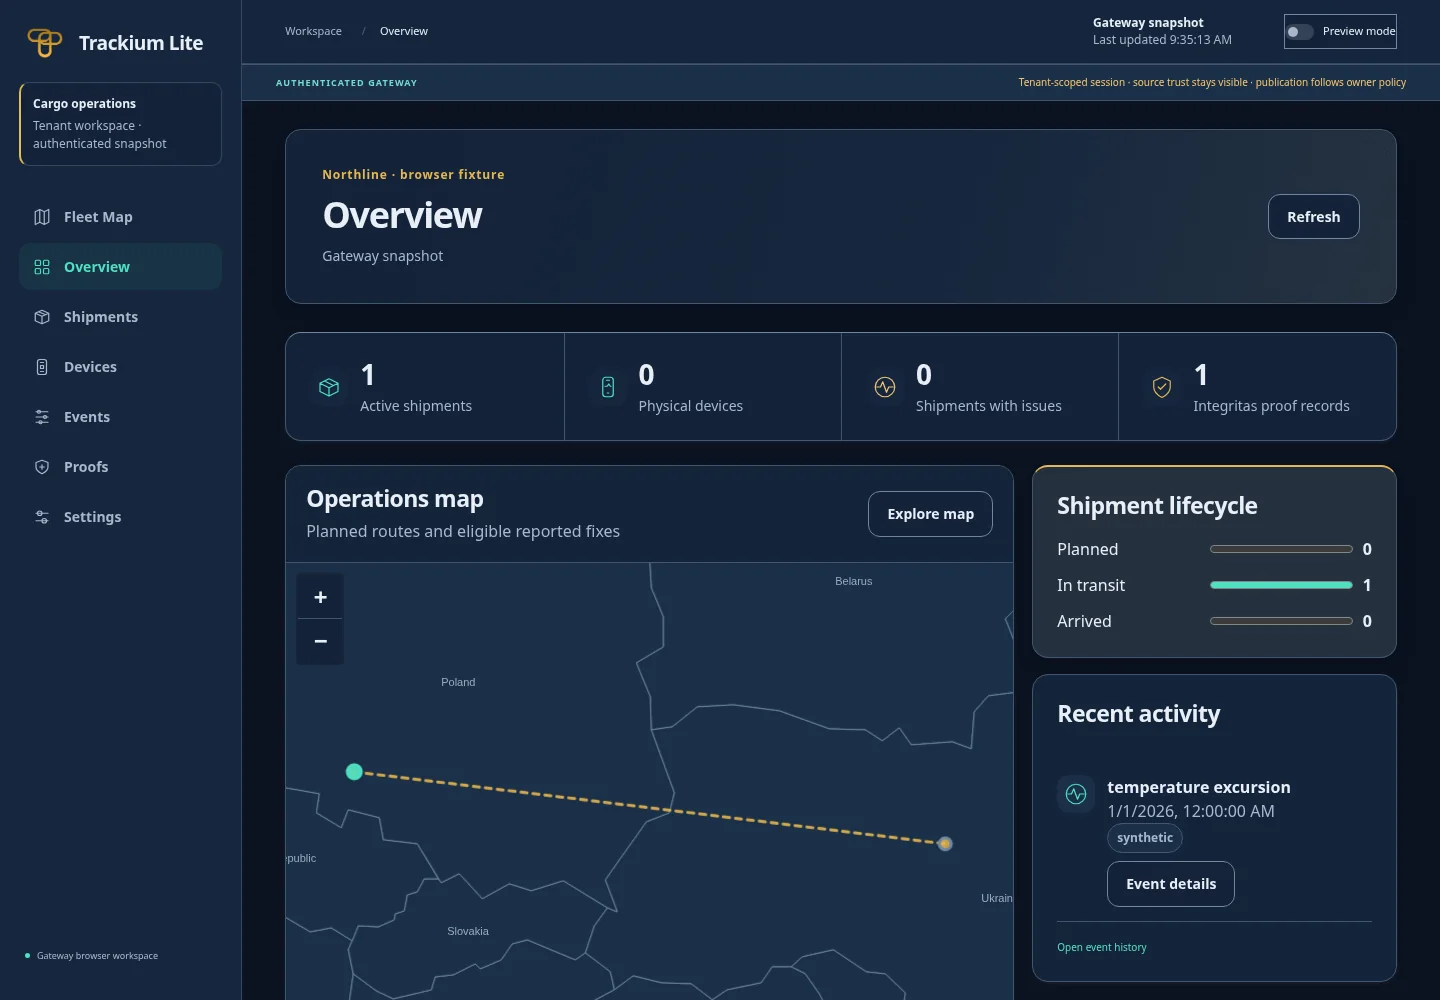 Trackium Lite
Cargo operations
Tenant workspace ·
authenticated snapshot
Fleet Map
Overview
Shipments
Devices
Events
Proofs
Settings
Gateway browser workspace
Workspace / Overview
Gateway snapshot
Last updated 9:35:13 AM
Preview mode
AUTHENTICATED GATEWAY
Tenant-scoped session · source trust stays visible · publication follows owner policy
Northline · browser fixture
Overview
Gateway snapshot
Refresh
1
Active shipments
0
Physical devices
0
Shipments with issues
1
Integritas proof records
Operations map
Planned routes and eligible reported fixes
Explore map
+
−
Belarus
Poland
epublic
Slovakia
Ukrain
Shipment lifecycle
Planned 0
In transit 1
Arrived 0
Recent activity
temperature excursion
1/1/2026, 12:00:00 AM
synthetic
Event details
Open event history